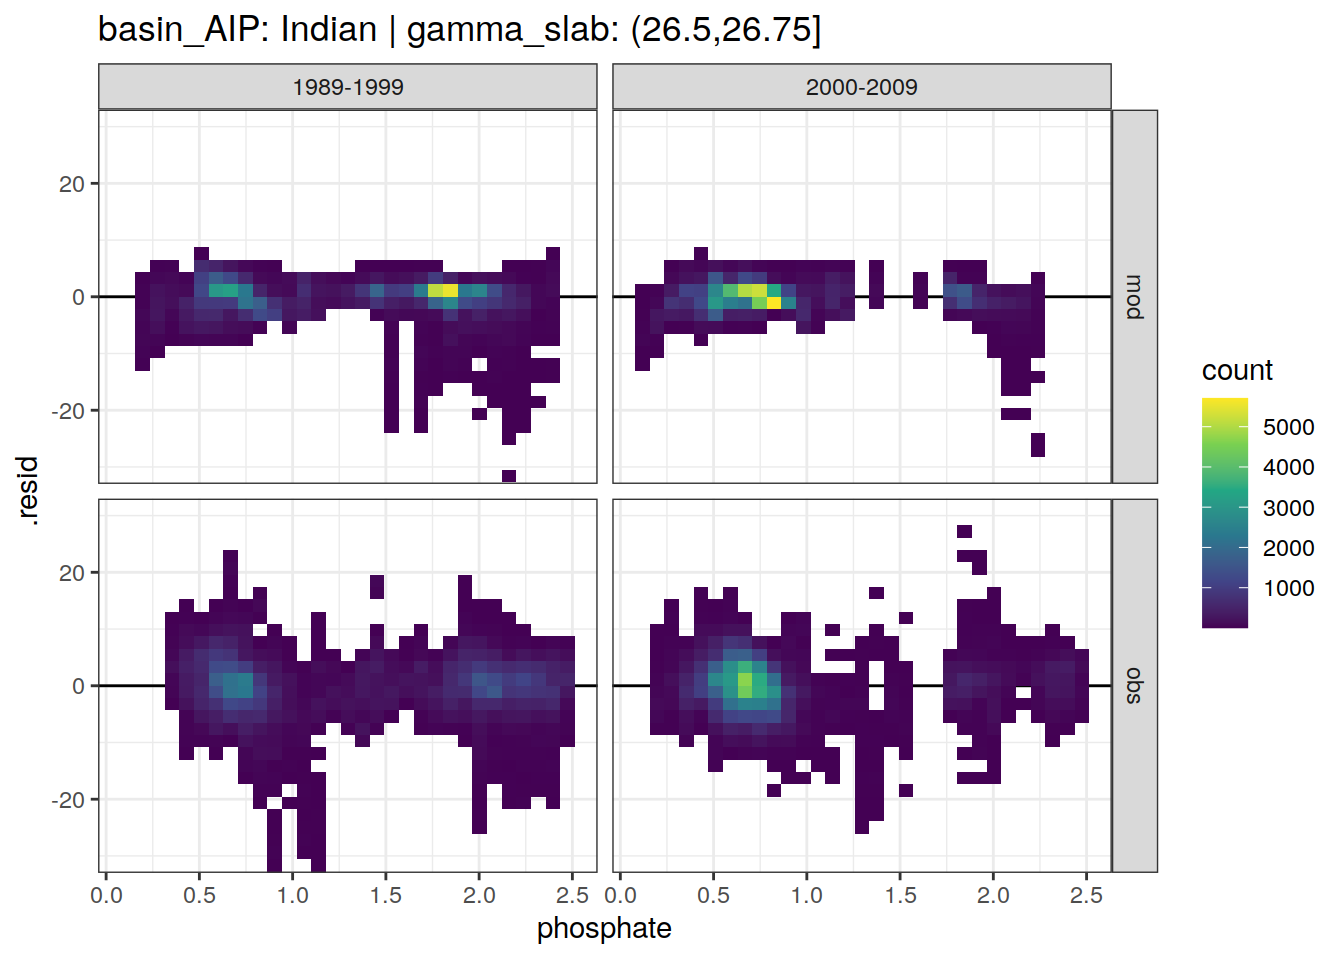 basin_AIP: Indian | gamma_slab: (26.5,26.75]
1989-1999 2000-2009
20
0
-20
mod
20
0
-20
obs
.resid
0.0 0.5 1.0 1.5 2.0 2.5 0.0 0.5 1.0 1.5 2.0 2.5
phosphate
count
5000
4000
3000
2000
1000